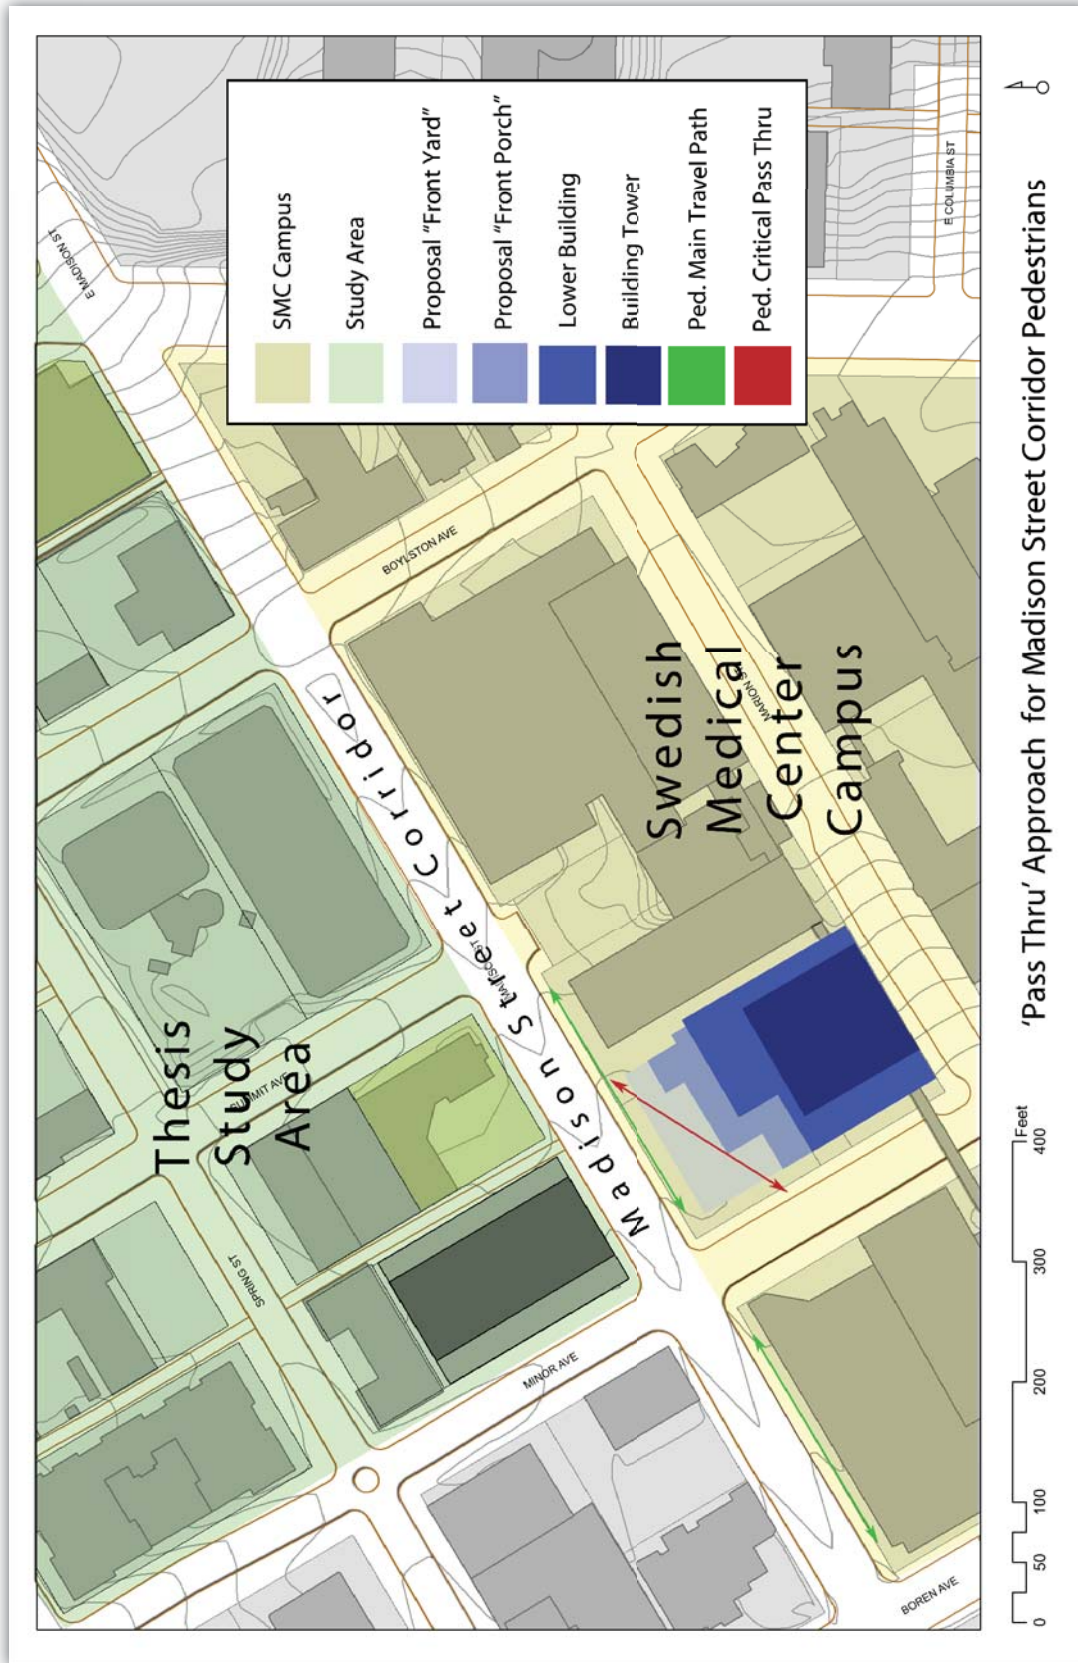 E MADISON ST
SMC Campus
Study Area
Proposal “Front Yard”
Proposal “Front Porch”
Lower Building
Building Tower
Ped. Main Travel Path
Ped. Critical Pass Thru
E COLUMBIA ST
BOYLSTON AVE
Thesis
Study
Area
SUMMIT AVE
SPRING ST
Madison Street Corridor
MINOR AVE
Swedish
Medical
Center
Campus
MARION ST
BOREN AVE
0 50 100 200 300 400
Feet
'Pass Thru' Approach for Madison Street Corridor Pedestrians